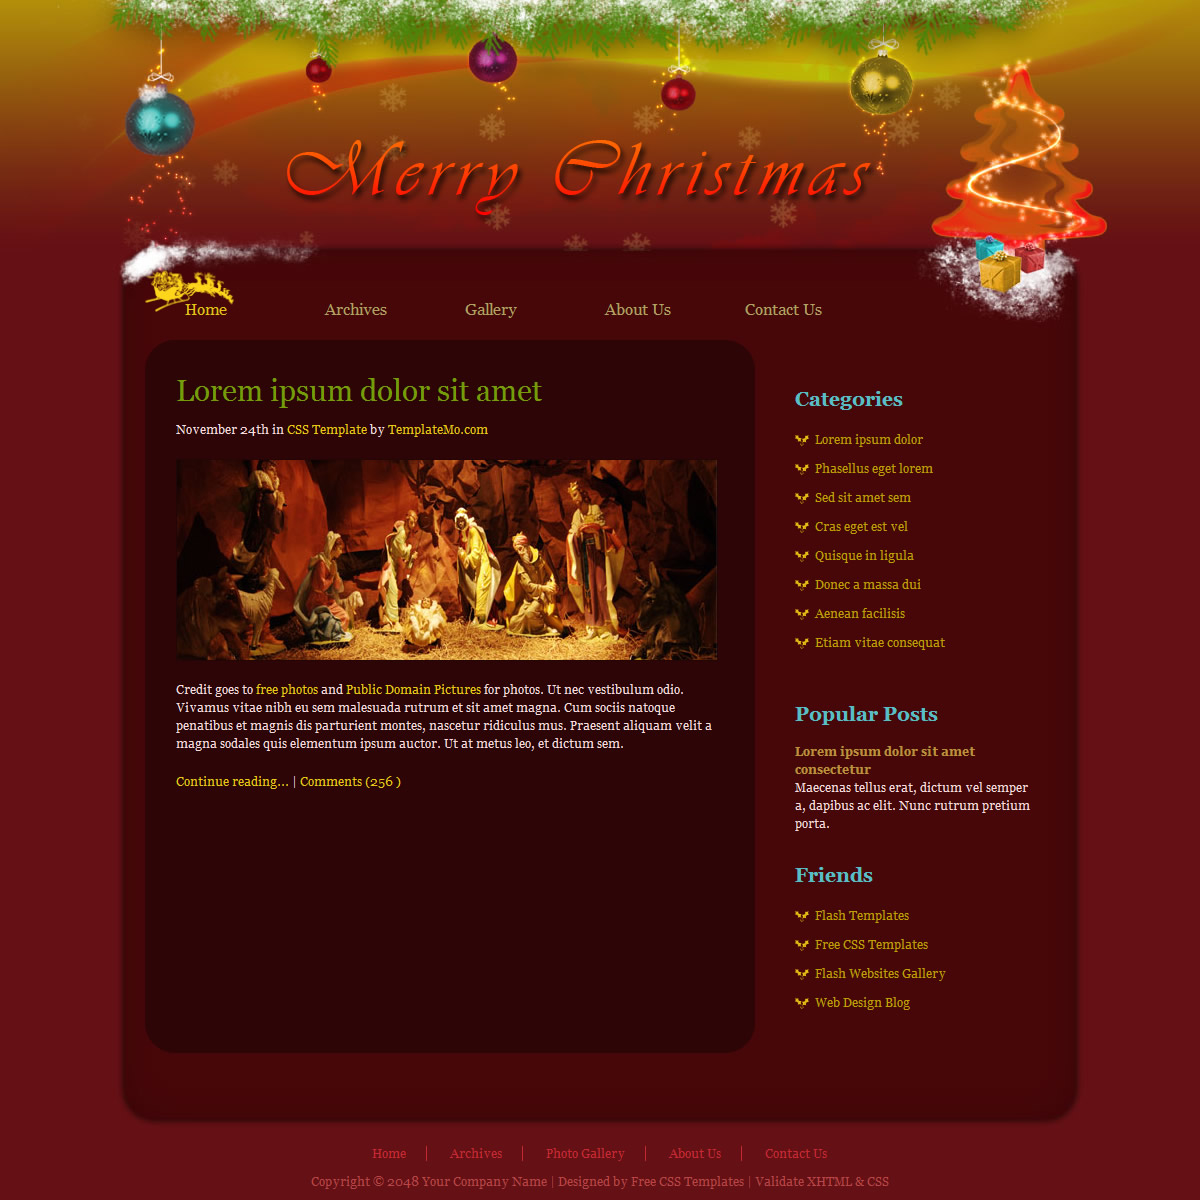 Merry Christmas
Home
Archives
Gallery
About Us
Contact Us
Lorem ipsum dolor sit amet
November 24th in CSS Template by TemplateMo.com
Credit goes to free photos and Public Domain Pictures for photos. Ut nec vestibulum odio.
Vivamus vitae nibh eu sem malesuada rutrum et sit amet magna. Cum sociis natoque
penatibus et magnis dis parturient montes, nascetur ridiculus mus. Praesent aliquam velit a
magna sodales quis elementum ipsum auctor. Ut at metus leo, et dictum sem.
Continue reading... | Comments (256 )
Categories
Lorem ipsum dolor
Phasellus eget lorem
Sed sit amet sem
Cras eget est vel
Quisque in ligula
Donec a massa dui
Aenean facilisis
Etiam vitae consequat
Popular Posts
Lorem ipsum dolor sit amet
consectetur
Maecenas tellus erat, dictum vel semper
a, dapibus ac elit. Nunc rutrum pretium
porta.
Friends
Flash Templates
Free CSS Templates
Flash Websites Gallery
Web Design Blog
Home | Archives | Photo Gallery | About Us | Contact Us
Copyright © 2048 Your Company Name | Designed by Free CSS Templates | Validate XHTML & CSS